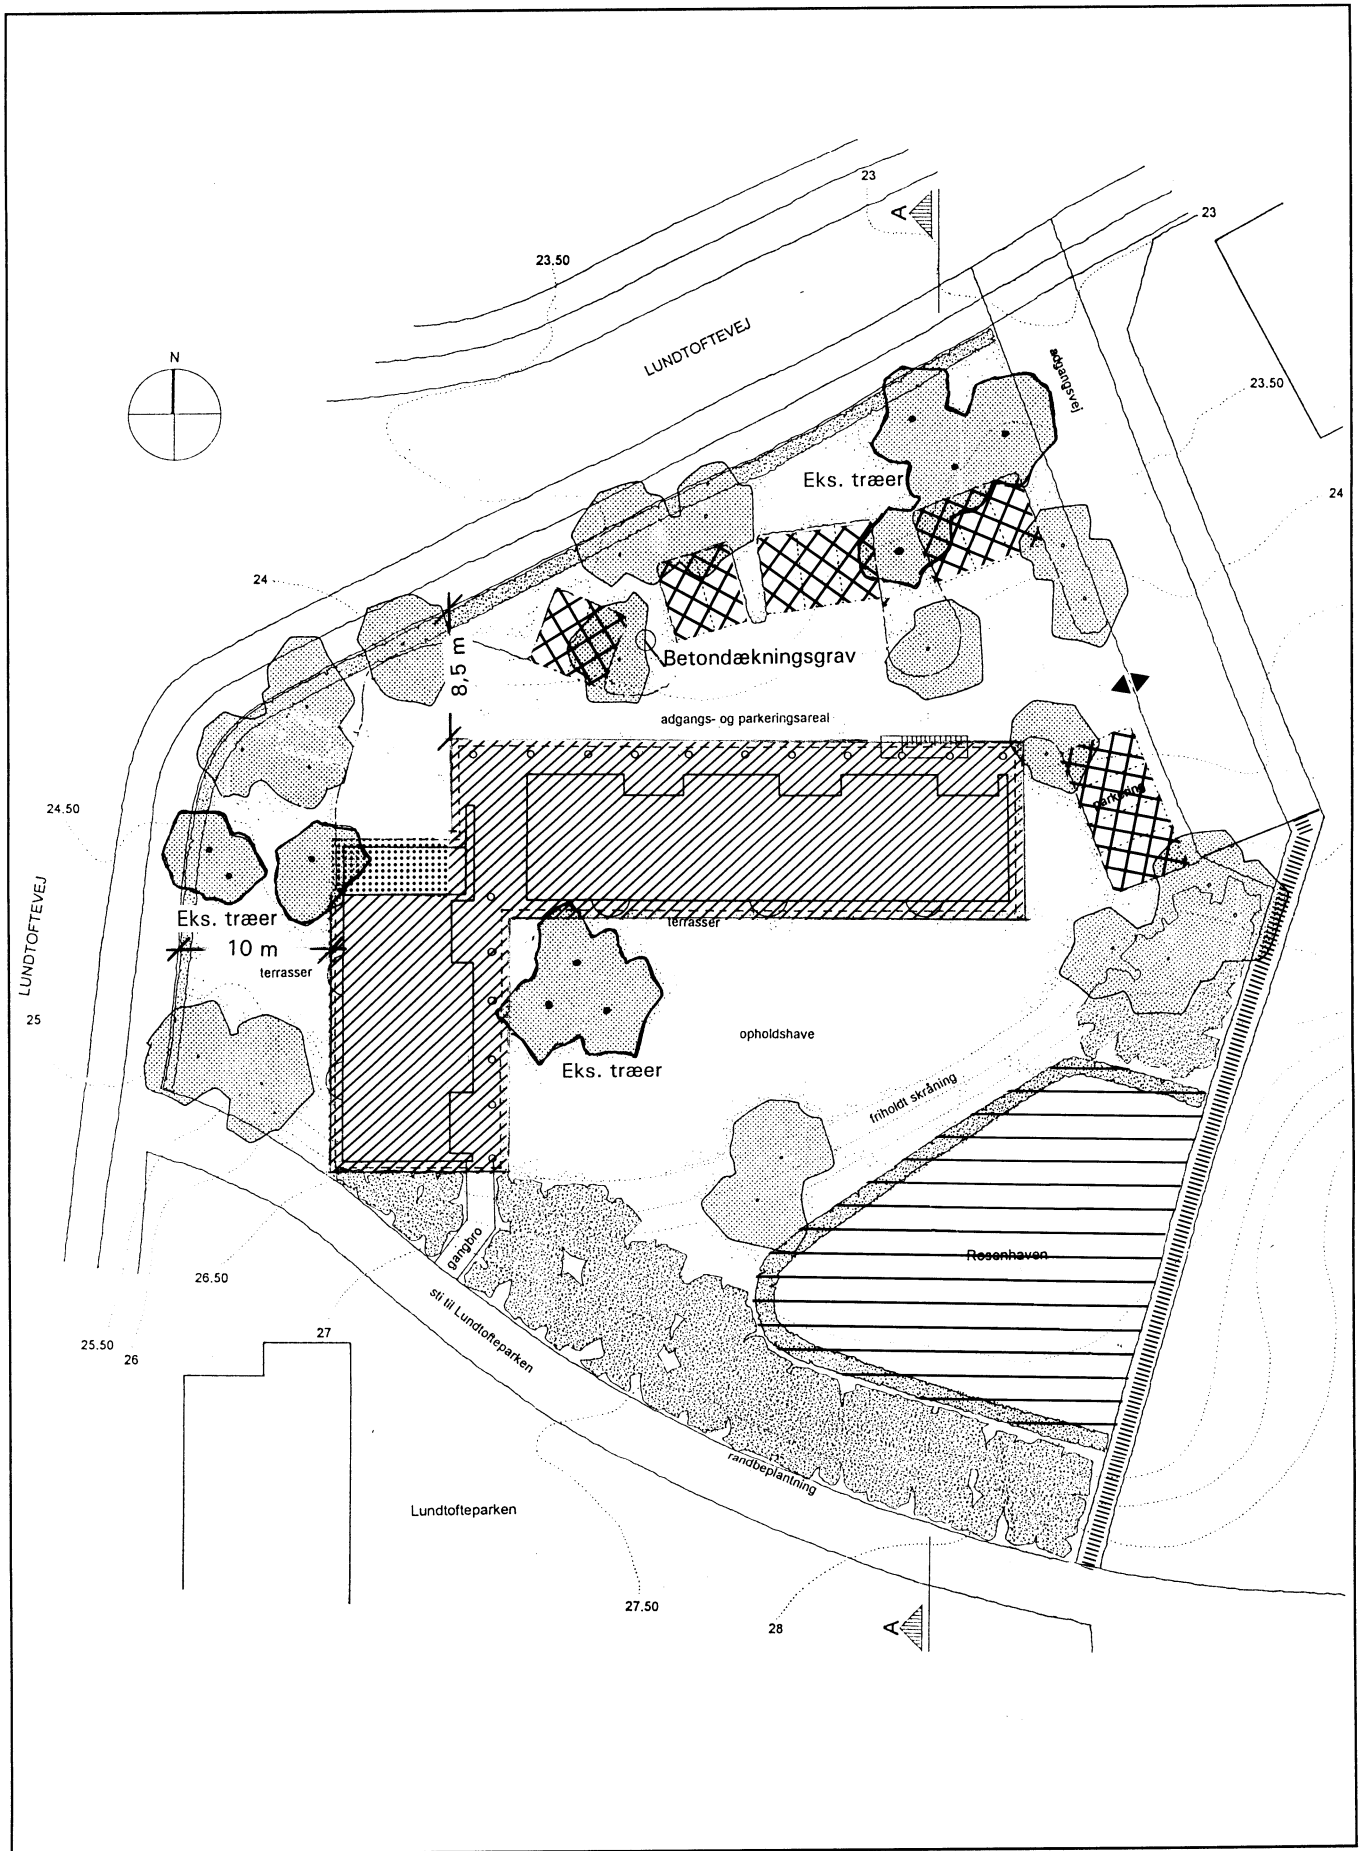 23
A
23
23.50
LUNDTOFTEVEJ
N
adgangsvej
23.50
Eks. træer
24
24
8,5 m
Betondækningsgrav
adgangs- og parkeringsareal
parkering
24.50
LUNDTOFTEVEJ
Eks. træer
10 m
terrasser
terrasser
25
opholdshave
Eks. træer
friholdt skråning
gangbro
Rosenhaven
26.50
sti til Lundtofteparken
25.50
26
27
randbeplantning
Lundtofteparken
27.50
28
A